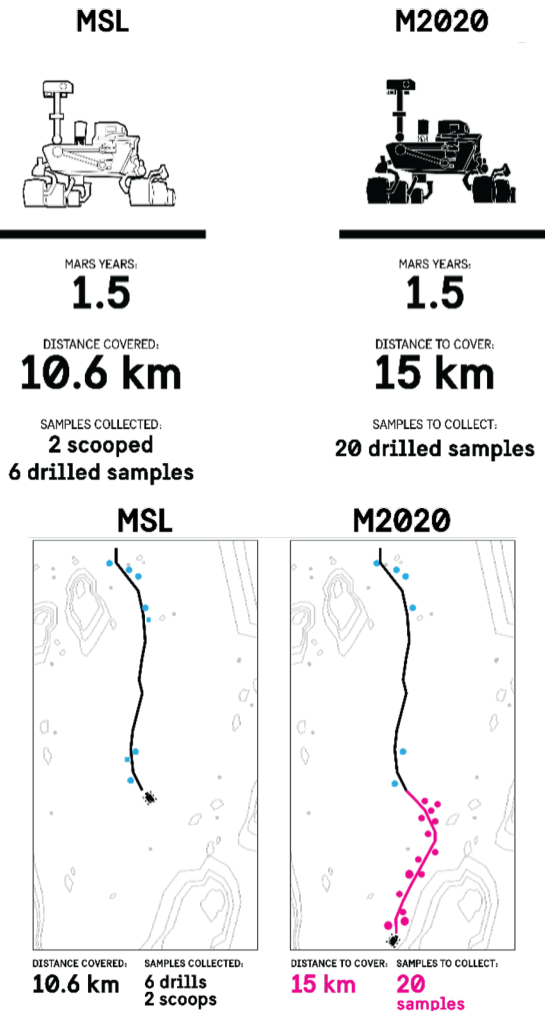 MSL
M2020
MARS YEARS:
1.5
MARS YEARS:
1.5
DISTANCE COVERED:
10.6 km
DISTANCE TO COVER:
15 km
SAMPLES COLLECTED:
2 scooped
6 drilled samples
SAMPLES TO COLLECT:
20 drilled samples
MSL
M2020
DISTANCE COVERED:
10.6 km
SAMPLES COLLECTED:
6 drills
2 scoops
DISTANCE TO COVER:
15 km
SAMPLES TO COLLECT:
20
samples